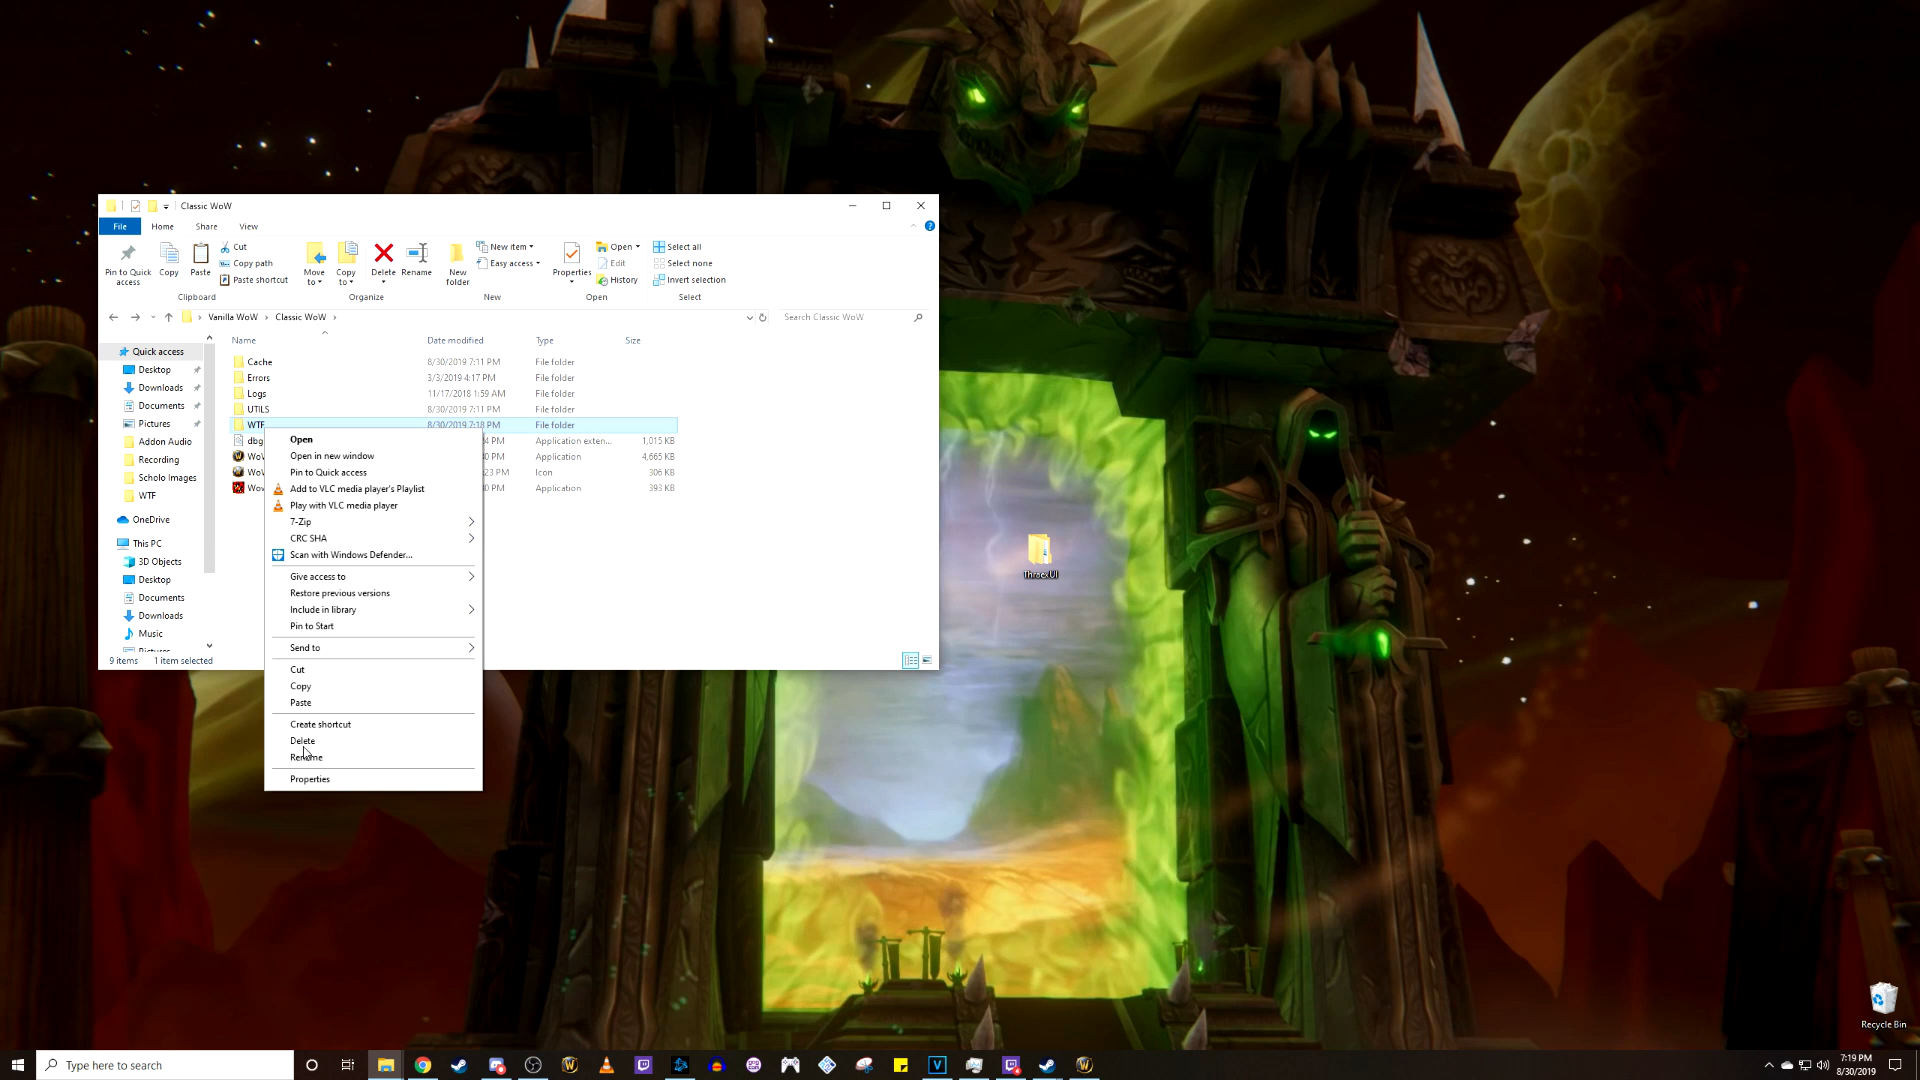 Classic WoW
File
Home
Share
View
Pin to Quick access
Copy
Paste
Cut
Copy path
Paste shortcut
Clipboard
Move to
Copy to
Delete
Rename
Organize
New folder
New item
Easy access
New
Properties
Open
Edit
History
Open
Select all
Select none
Invert selection
Select
Vanilla WoW
Classic WoW
Search Classic WoW
Name
Date modified
Type
Size
Quick access
Desktop
Downloads
Documents
Pictures
Addon Audio
Recording
Scholo Images
WTF
OneDrive
This PC
3D Objects
Desktop
Documents
Downloads
Music
Pictures
Cache 8/30/2019 7:11 PM File folder
Errors 3/3/2019 4:17 PM File folder
Logs 11/17/2018 1:59 AM File folder
UTILS 8/30/2019 7:11 PM File folder
WTF 8/30/2019 7:18 PM File folder
dbg PM Application exten... 1,015 KB
WoW PM Application 4,665 KB
WoW 23 PM Icon 306 KB
Wow PM Application 393 KB
Open
Open in new window
Pin to Quick access
Add to VLC media player's Playlist
Play with VLC media player
7-Zip
CRC SHA
Scan with Windows Defender...
Give access to
Restore previous versions
Include in library
Pin to Start
Send to
Cut
Copy
Paste
Create shortcut
Delete
Rename
Properties
9 items 1 item selected
Recycle Bin
Type here to search
7:19 PM
8/30/2019